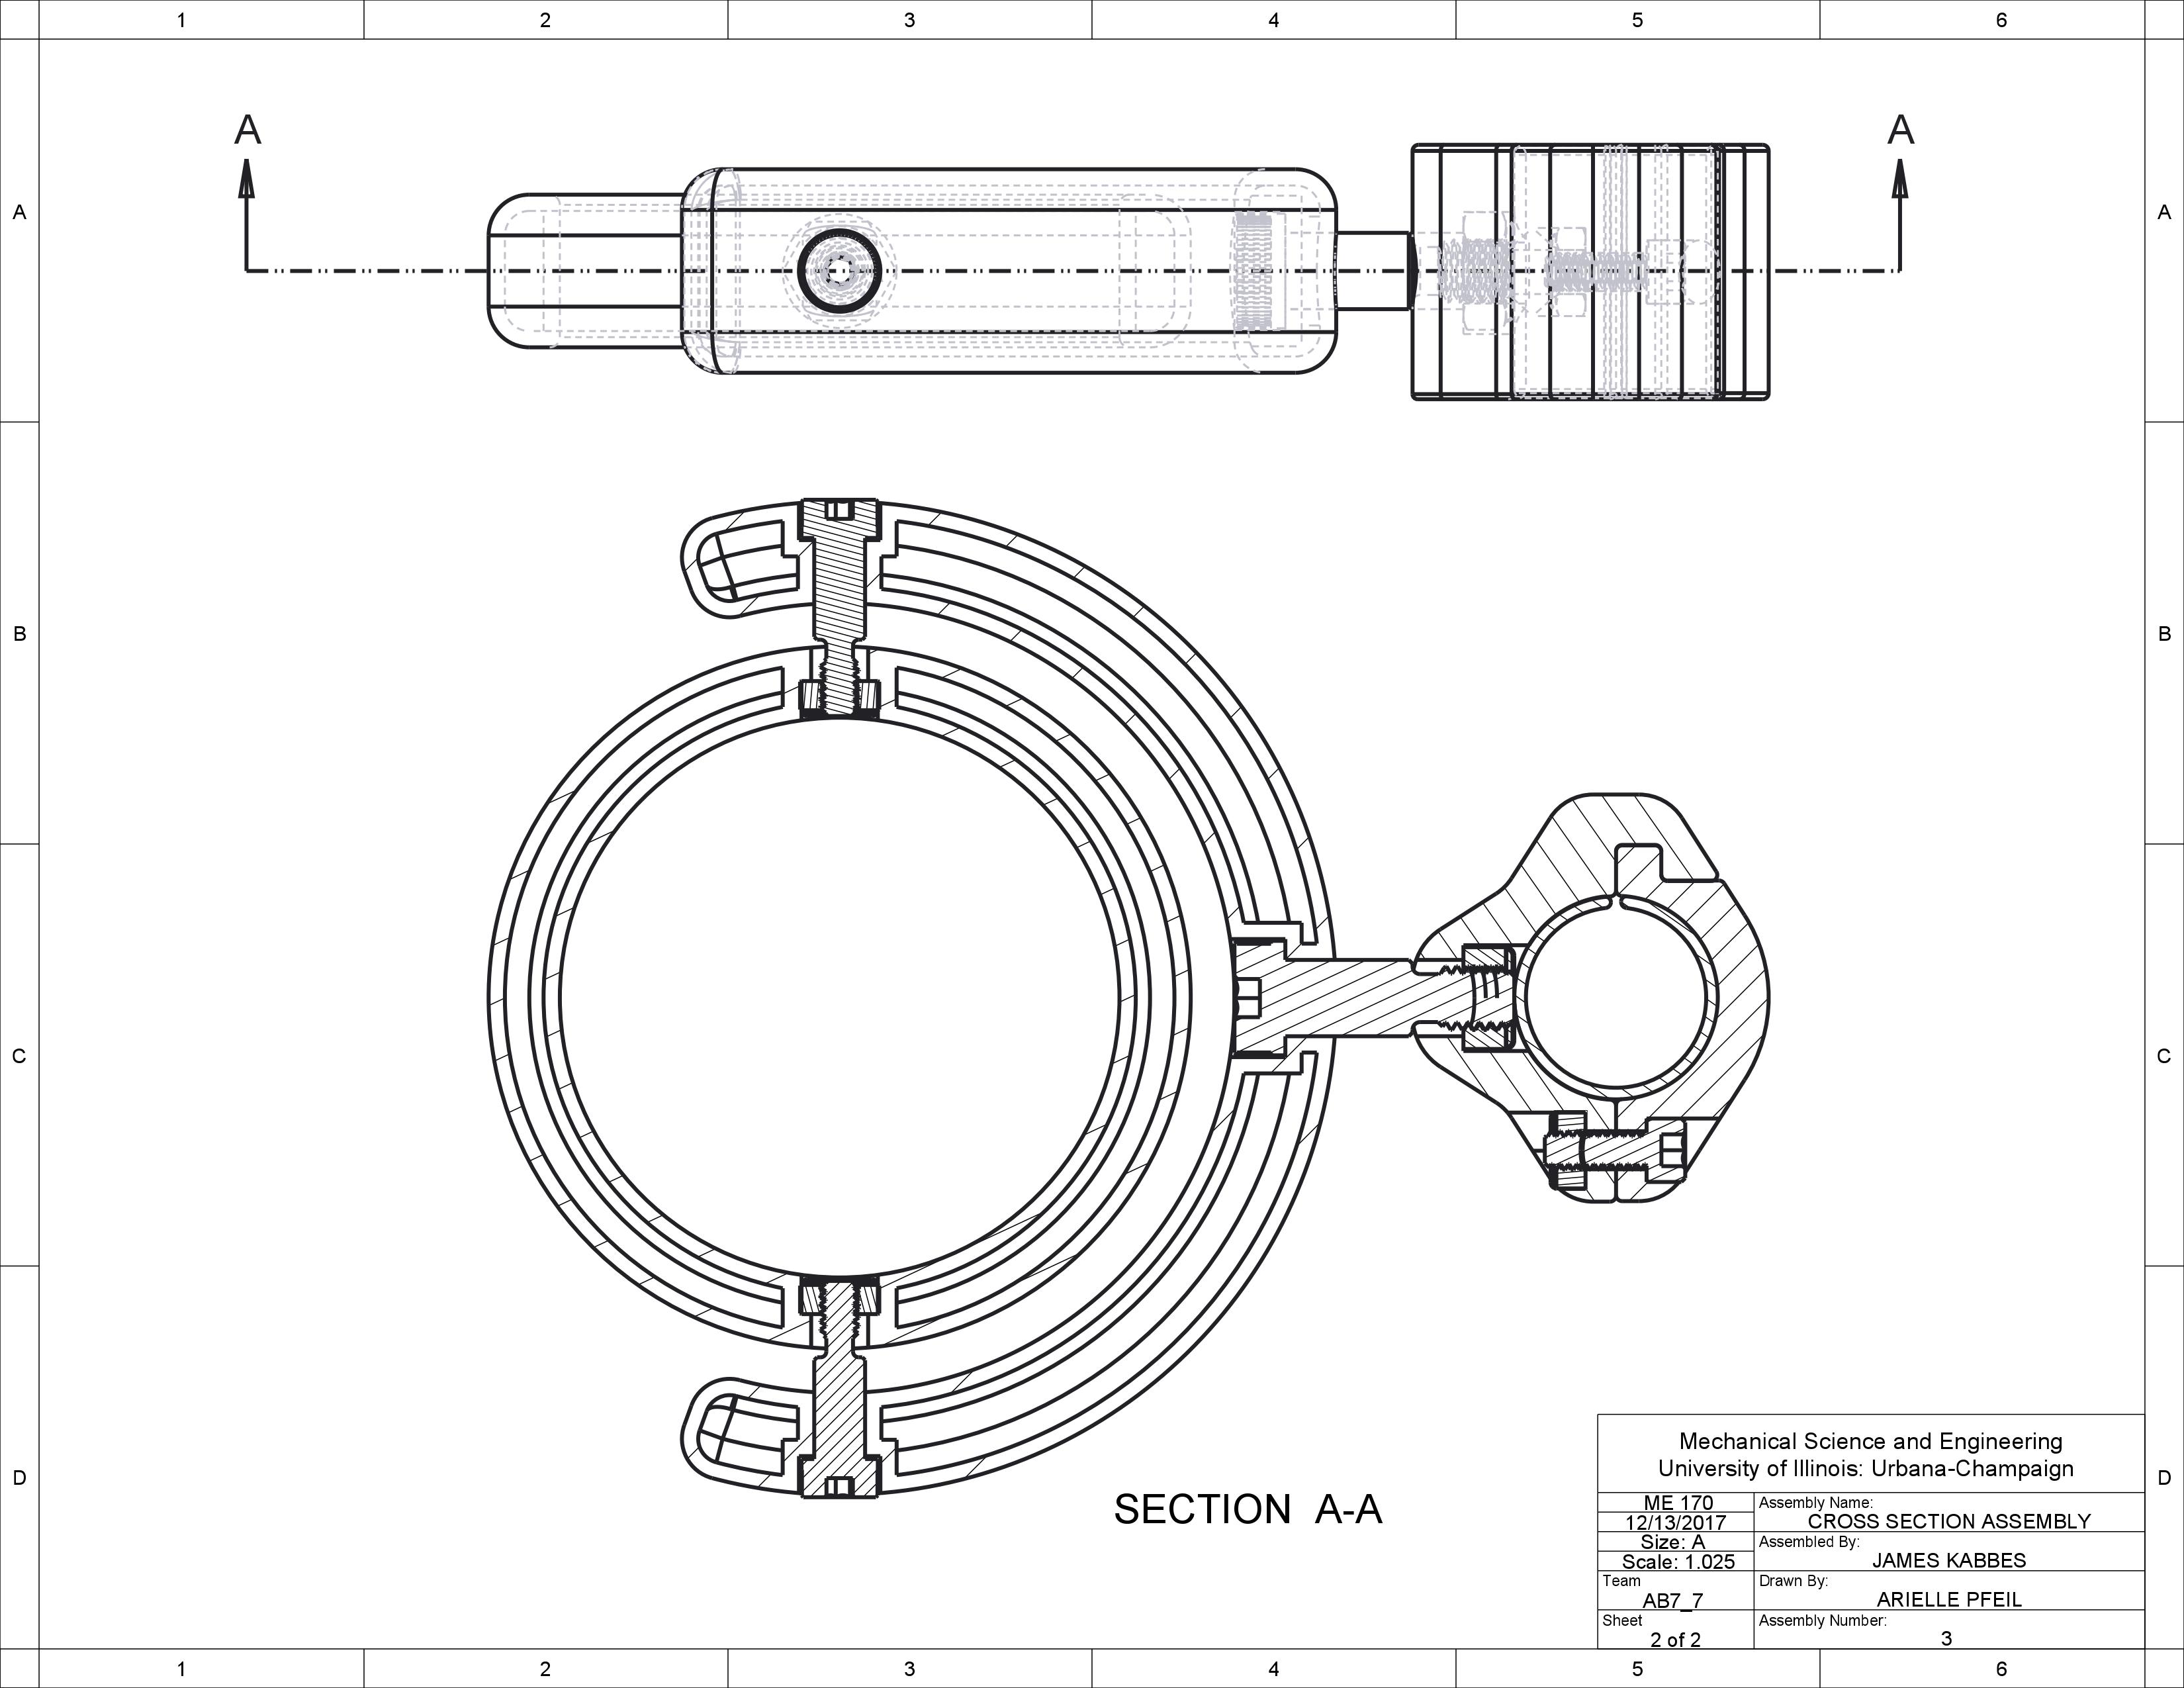 1 2 3 4 5 6
A A
A A
B B
C C
SECTION A-A
D D
Mechanical Science and Engineering
University of Illinois: Urbana-Champaign
ME 170
12/13/2017
Size: A
Scale: 1.025
Team
AB7_7
Sheet
2 of 2
Assembly Name:
CROSS SECTION ASSEMBLY
Assembled By:
JAMES KABBES
Drawn By:
ARIELLE PFEIL
Assembly Number:
3
1 2 3 4 5 6